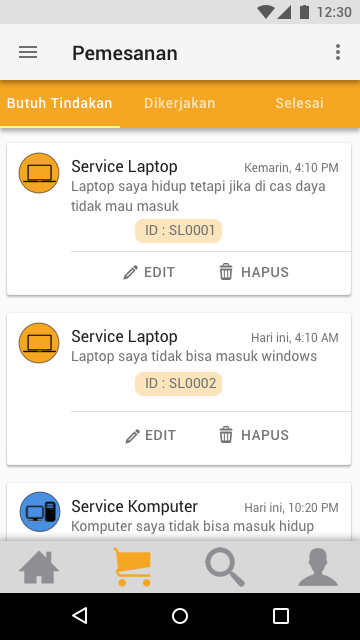 12:30
Pemesanan
Butuh Tindakan Dikerjakan Selesai
Service Laptop Kemarin, 4:10 PM
Laptop saya hidup tetapi jika di cas daya
tidak mau masuk
ID : SL0001
EDIT HAPUS
Service Laptop Hari ini, 4:10 AM
Laptop saya tidak bisa masuk windows
ID : SL0002
EDIT HAPUS
Service Komputer Hari ini, 10:20 PM
Komputer saya tidak bisa masuk hidup